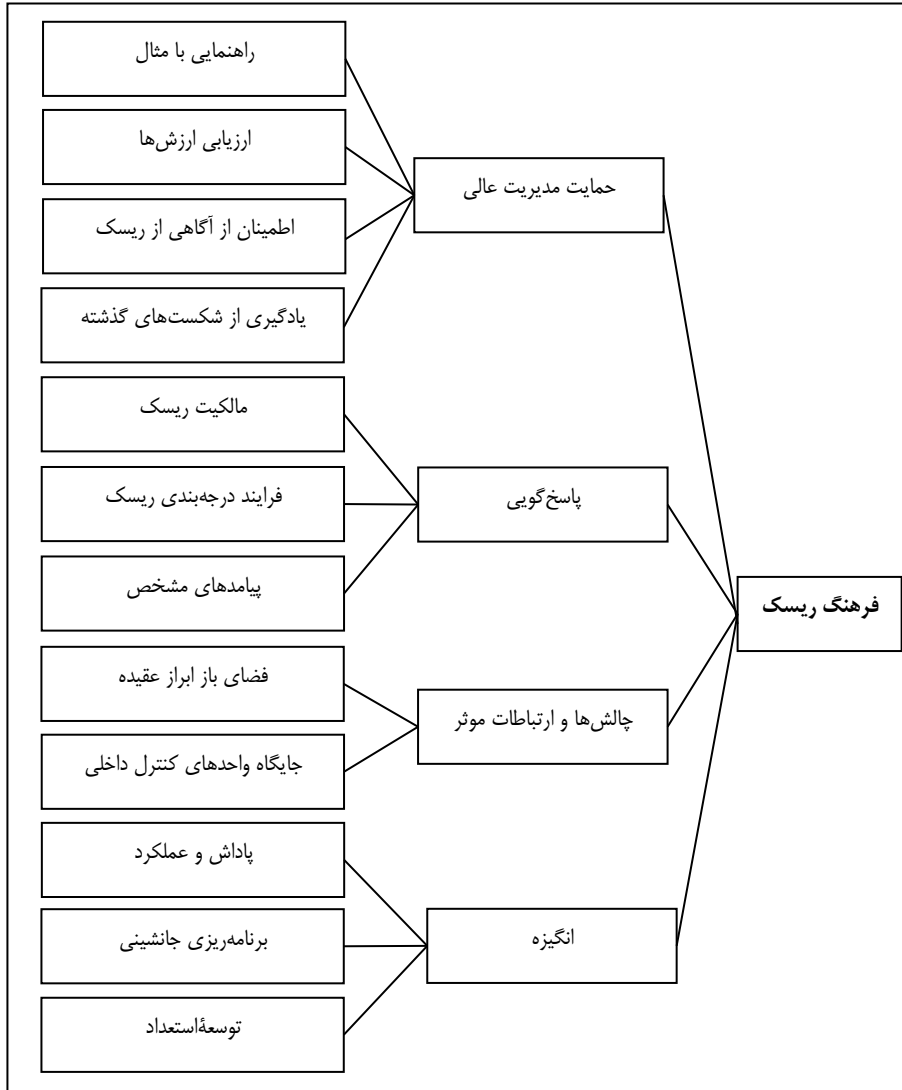 فرهنگ ریسک
حمایت مدیریت عالی
راهنمایی با مثال
ارزیابی ارزش‌ها
اطمینان از آگاهی از ریسک
یادگیری از شکست‌های گذشته
پاسخ‌گویی
مالکیت ریسک
فرایند درجه‌بندی ریسک
پیامدهای مشخص
چالش‌ها و ارتباطات موثر
فضای باز ابراز عقیده
جایگاه واحدهای کنترل داخلی
انگیزه
پاداش و عملکرد
برنامه‌ریزی جانشینی
توسعۀاستعداد